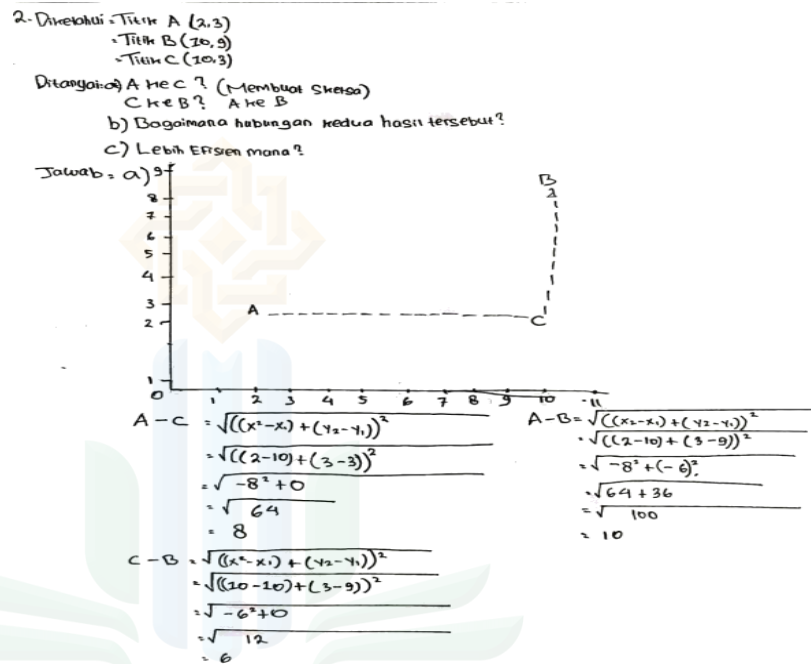 2. Diketahui = Titik A (2,3)
= Titik B (10,9)
= Titik C (10,3)
Ditanyai: a) A ke C ? (Membuat Sketsa)
C ke B ? A ke B
b) Bagaimana hubungan kedua hasil tersebut ?
c) Lebih Efisien mana ?
Jawab = a)
9
8
7
6
5
4
3
2
1
B
A
C
0 1 2 3 4 5 6 7 8 9 10 11
A - C = √((x²-x₁) + (y₂-y₁))²
= √((2-10) + (3-3))²
= √-8² + 0
= √64
= 8
A - B = √((x₂-x₁) + (y₂-y₁))²
= √((2-10) + (3-9))²
= √-8² + (-6)²
= √64 + 36
= √100
= 10
C - B = √((x²-x₁) + (y₂-y₁))²
= √((10-10) + (3-9))²
= √-6² + 0
= √12
= 6